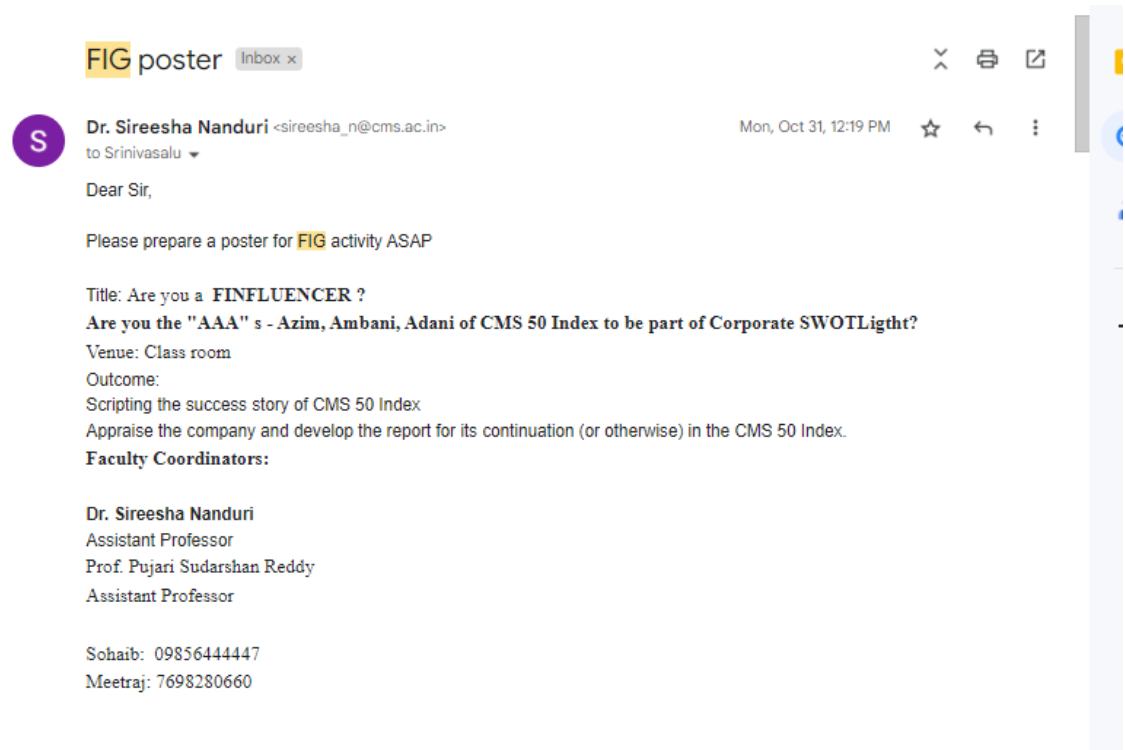 FIG poster Inbox ×
Dr. Sireesha Nanduri <sireesha_n@cms.ac.in> Mon, Oct 31, 12:19 PM
to Srinivasalu
Dear Sir,
Please prepare a poster for FIG activity ASAP
Title: Are you a FINFLUENCER ?
Are you the "AAA" s - Azim, Ambani, Adani of CMS 50 Index to be part of Corporate SWOTLigtht?
Venue: Class room
Outcome:
Scripting the success story of CMS 50 Index
Appraise the company and develop the report for its continuation (or otherwise) in the CMS 50 Index.
Faculty Coordinators:
Dr. Sireesha Nanduri
Assistant Professor
Prof. Pujari Sudarshan Reddy
Assistant Professor
Sohaib: 09856444447
Meetraj: 7698280660